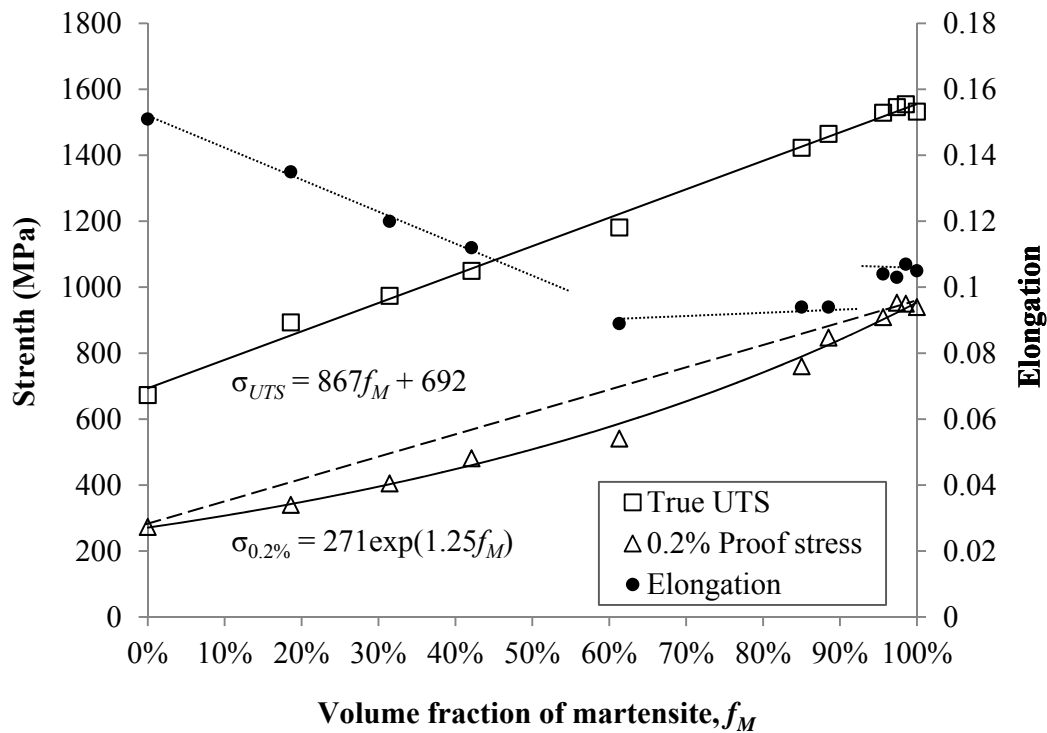 Strenth (MPa)
1800
1600
1400
1200
1000
800
600
400
200
0
σUTS = 867fM + 692
σ0.2% = 271exp(1.25fM)
True UTS
0.2% Proof stress
Elongation
0.18
0.16
0.14
0.12
0.1
0.08
0.06
0.04
0.02
0
Elongation
0% 10% 20% 30% 40% 50% 60% 70% 80% 90% 100%
Volume fraction of martensite, fM